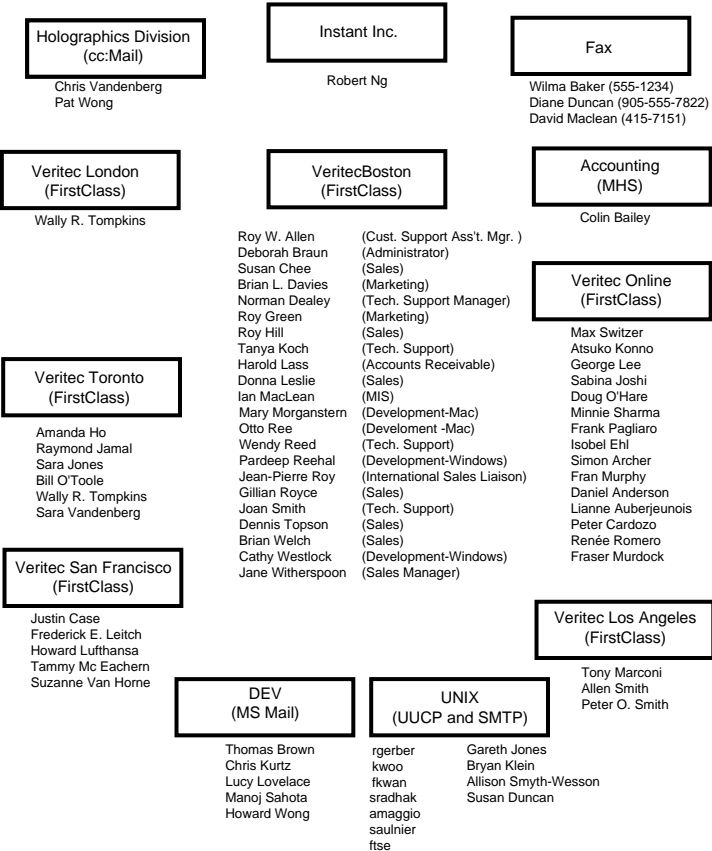 Holographics Division
(cc:Mail)
Chris Vandenberg
Pat Wong
Instant Inc.
Robert Ng
Fax
Wilma Baker (555-1234)
Diane Duncan (905-555-7822)
David Maclean (415-7151)
Veritec London
(FirstClass)
Wally R. Tompkins
VeritecBoston
(FirstClass)
Roy W. Allen (Cust. Support Ass't. Mgr. )
Deborah Braun (Administrator)
Susan Chee (Sales)
Brian L. Davies (Marketing)
Norman Dealey (Tech. Support Manager)
Roy Green (Marketing)
Roy Hill (Sales)
Tanya Koch (Tech. Support)
Harold Lass (Accounts Receivable)
Donna Leslie (Sales)
Ian MacLean (MIS)
Mary Morganstern (Development-Mac)
Otto Ree (Develoment -Mac)
Wendy Reed (Tech. Support)
Pardeep Reehal (Development-Windows)
Jean-Pierre Roy (International Sales Liaison)
Gillian Royce (Sales)
Joan Smith (Tech. Support)
Dennis Topson (Sales)
Brian Welch (Sales)
Cathy Westlock (Development-Windows)
Jane Witherspoon (Sales Manager)
Accounting
(MHS)
Colin Bailey
Veritec Online
(FirstClass)
Max Switzer
Atsuko Konno
George Lee
Sabina Joshi
Doug O'Hare
Minnie Sharma
Frank Pagliaro
Isobel Ehl
Simon Archer
Fran Murphy
Daniel Anderson
Lianne Auberjeunois
Peter Cardozo
Renée Romero
Fraser Murdock
Veritec Toronto
(FirstClass)
Amanda Ho
Raymond Jamal
Sara Jones
Bill O'Toole
Wally R. Tompkins
Sara Vandenberg
Veritec San Francisco
(FirstClass)
Justin Case
Frederick E. Leitch
Howard Lufthansa
Tammy Mc Eachern
Suzanne Van Horne
Veritec Los Angeles
(FirstClass)
Tony Marconi
Allen Smith
Peter O. Smith
DEV
(MS Mail)
Thomas Brown
Chris Kurtz
Lucy Lovelace
Manoj Sahota
Howard Wong
UNIX
(UUCP and SMTP)
rgerber
kwoo
fkwan
sradhak
amaggio
saulnier
ftse
Gareth Jones
Bryan Klein
Allison Smyth-Wesson
Susan Duncan